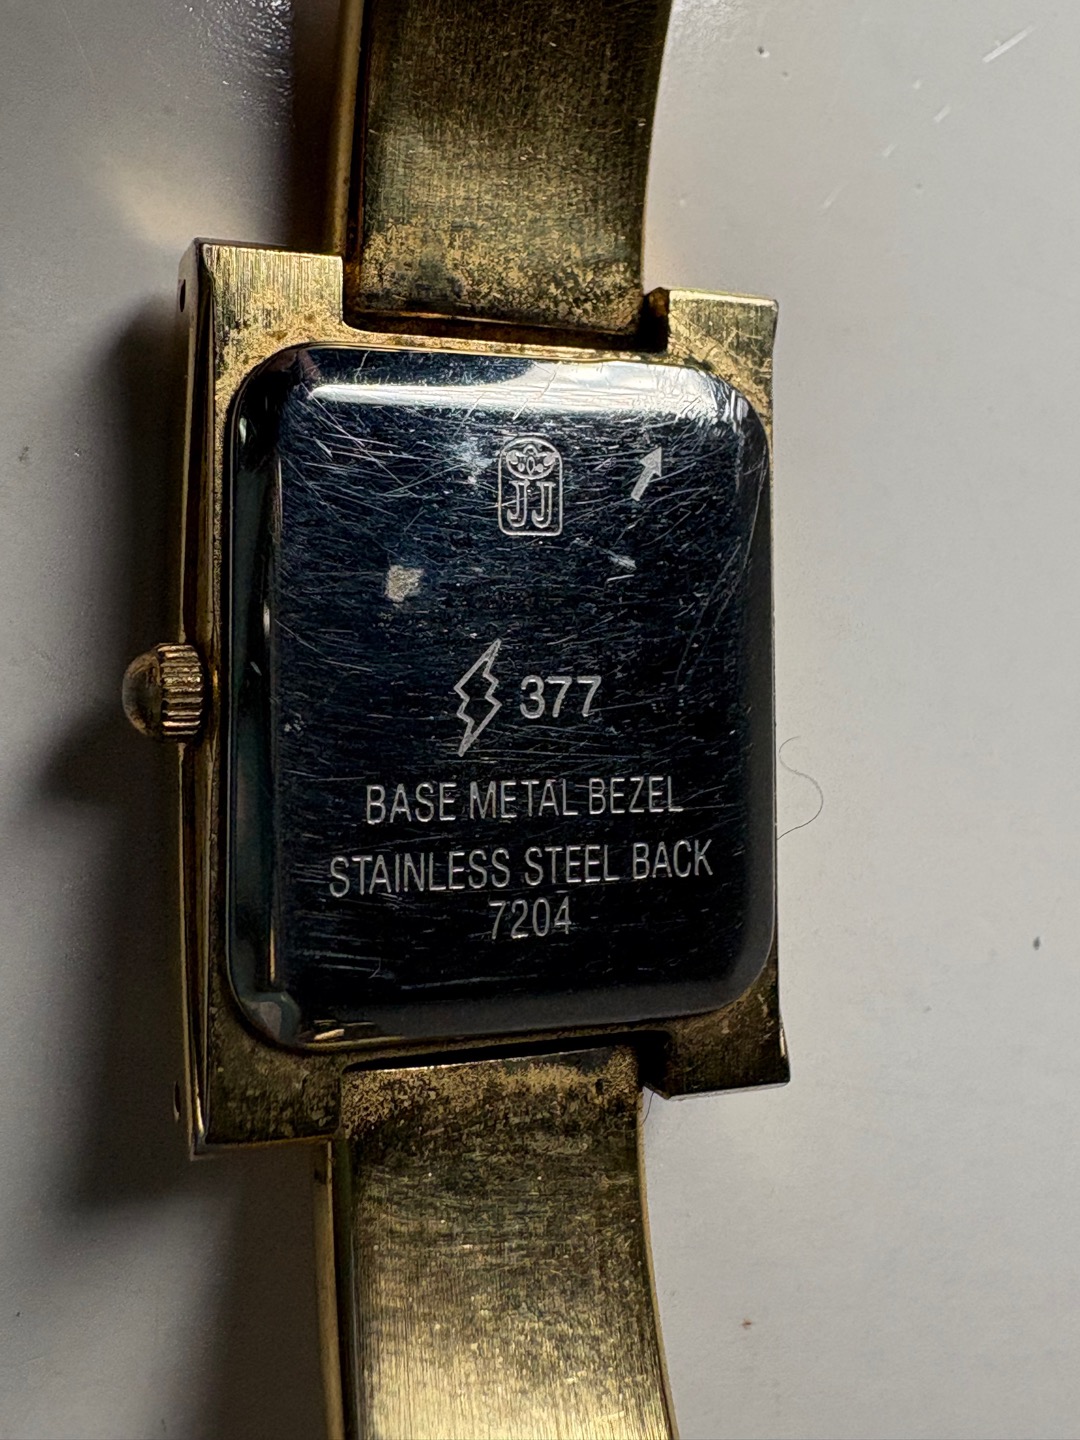 JJ
377
BASE METAL BEZEL
STAINLESS STEEL BACK
7204